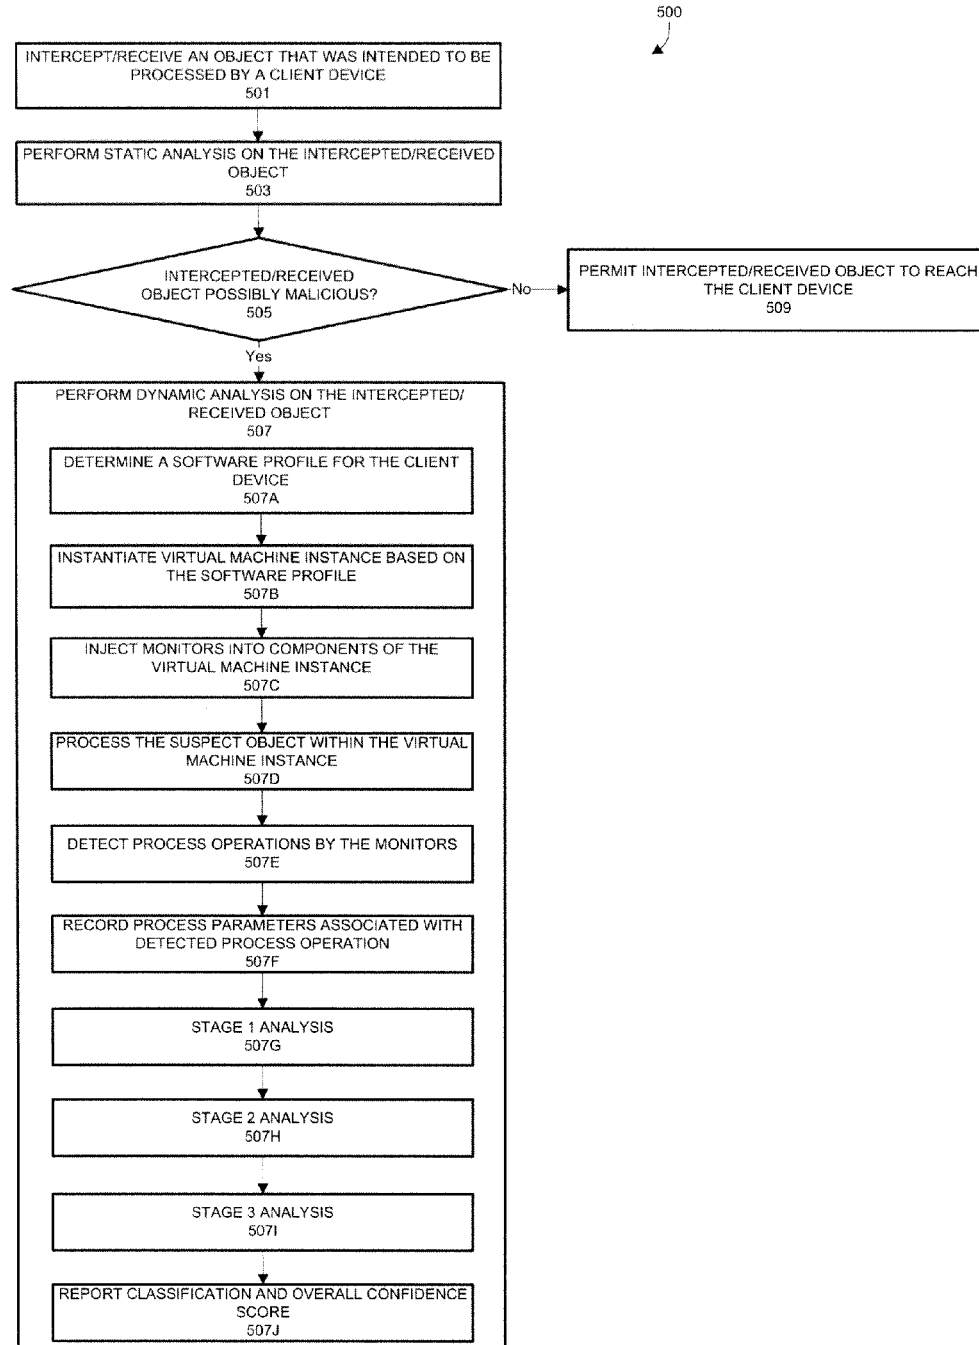 500
INTERCEPT/RECEIVE AN OBJECT THAT WAS INTENDED TO BE
PROCESSED BY A CLIENT DEVICE
501
PERFORM STATIC ANALYSIS ON THE INTERCEPTED/RECEIVED
OBJECT
503
INTERCEPTED/RECEIVED
OBJECT POSSIBLY MALICIOUS?
505
No
PERMIT INTERCEPTED/RECEIVED OBJECT TO REACH
THE CLIENT DEVICE
509
Yes
PERFORM DYNAMIC ANALYSIS ON THE INTERCEPTED/
RECEIVED OBJECT
507
DETERMINE A SOFTWARE PROFILE FOR THE CLIENT
DEVICE
507A
INSTANTIATE VIRTUAL MACHINE INSTANCE BASED ON
THE SOFTWARE PROFILE
507B
INJECT MONITORS INTO COMPONENTS OF THE
VIRTUAL MACHINE INSTANCE
507C
PROCESS THE SUSPECT OBJECT WITHIN THE VIRTUAL
MACHINE INSTANCE
507D
DETECT PROCESS OPERATIONS BY THE MONITORS
507E
RECORD PROCESS PARAMETERS ASSOCIATED WITH
DETECTED PROCESS OPERATION
507F
STAGE 1 ANALYSIS
507G
STAGE 2 ANALYSIS
507H
STAGE 3 ANALYSIS
507I
REPORT CLASSIFICATION AND OVERALL CONFIDENCE
SCORE
507J